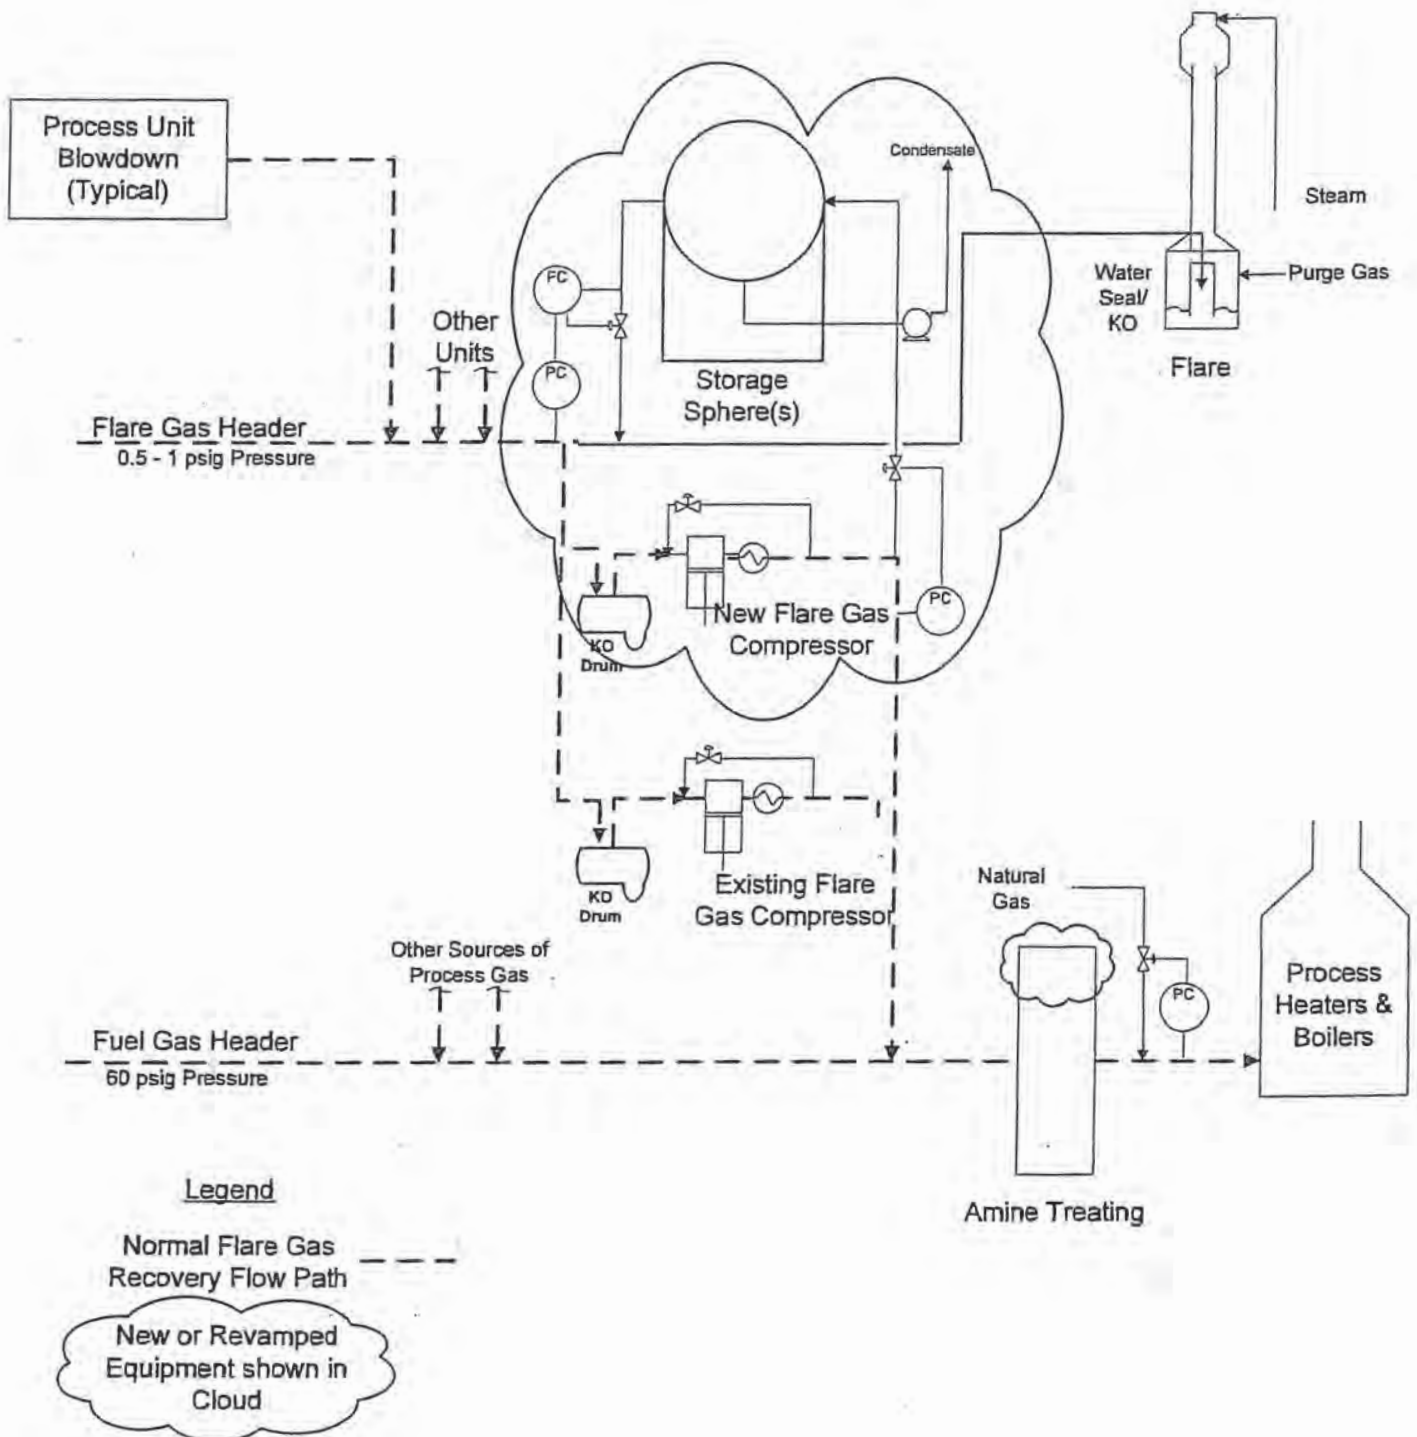 Process Unit
Blowdown
(Typical)
Condensate
Steam
Water
Seal/
KO
Purge Gas
Flare
FC
Other
Units
PC
Storage
Sphere(s)
Flare Gas Header
0.5 - 1 psig Pressure
PC
New Flare Gas
Compressor
KO
Drum
Existing Flare
Gas Compressor
KO
Drum
Natural
Gas
Other Sources of
Process Gas
PC
Process
Heaters &
Boilers
Fuel Gas Header
60 psig Pressure
Amine Treating
Legend
Normal Flare Gas
Recovery Flow Path
New or Revamped
Equipment shown in
Cloud